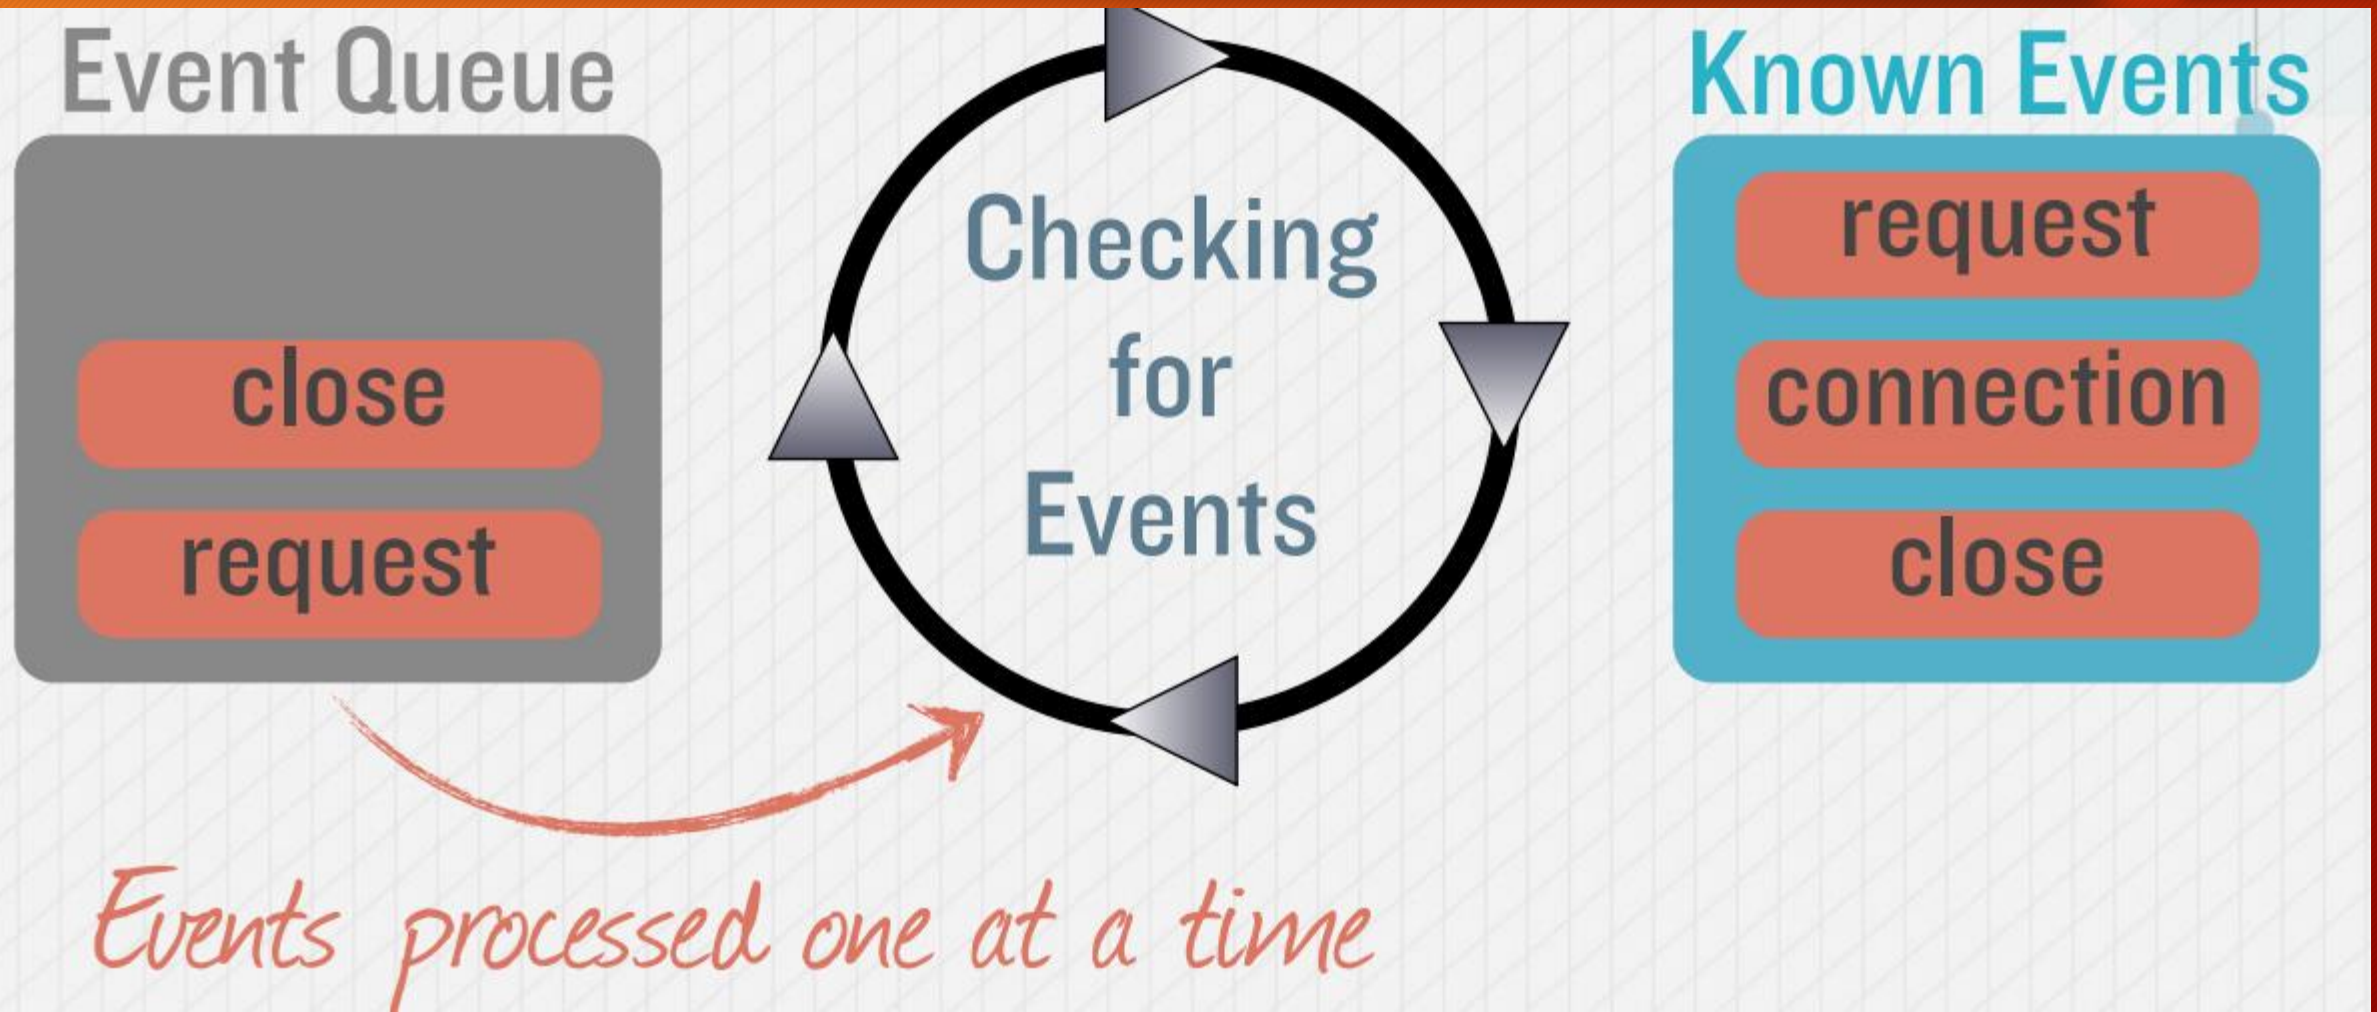 Event Queue
close
request
Checking
for
Events
Known Events
request
connection
close
Events processed one at a time